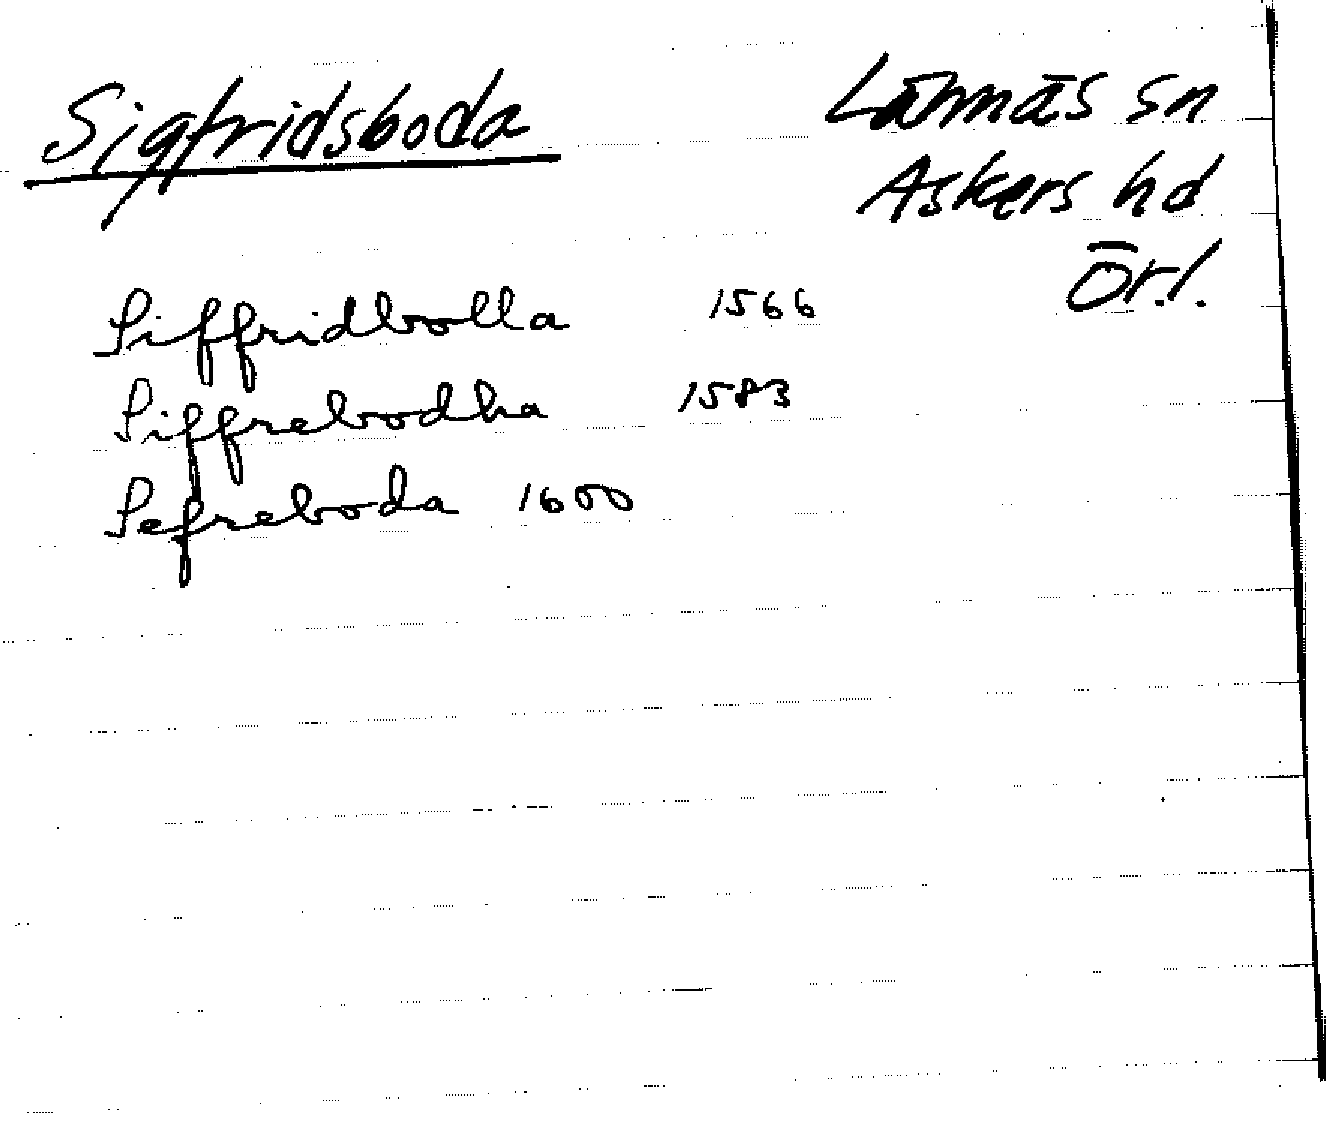 Sigfridsboda
Lännäs sn
Askers hd
Ör.l.
Siffridbolla 1566
Siffrebodha 1583
Sefreboda 1600